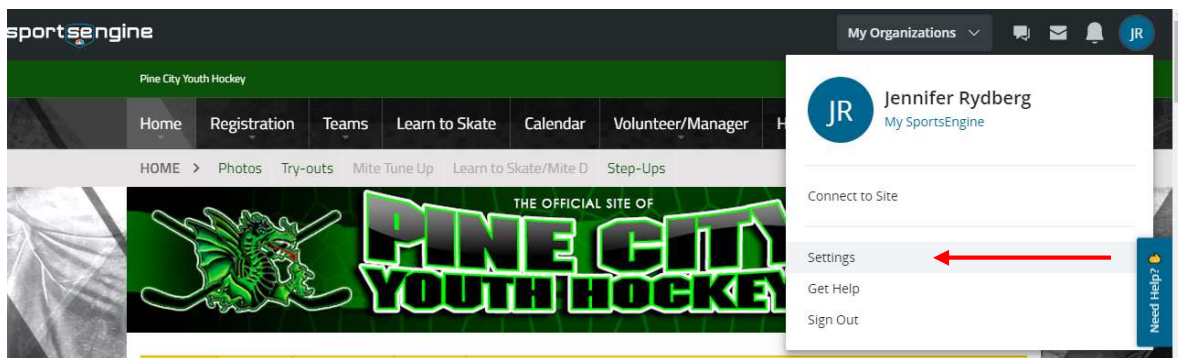 sportsengine
My Organizations
JR
Pine City Youth Hockey
Home Registration Teams Learn to Skate Calendar Volunteer/Manager H
HOME > Photos Try-outs Mite Tune Up Learn to Skate/Mite D Step-Ups
THE OFFICIAL SITE OF
PINE CITY
YOUTH HOCKEY
JR
Jennifer Rydberg
My SportsEngine
Connect to Site
Settings
Get Help
Sign Out
Need Help?